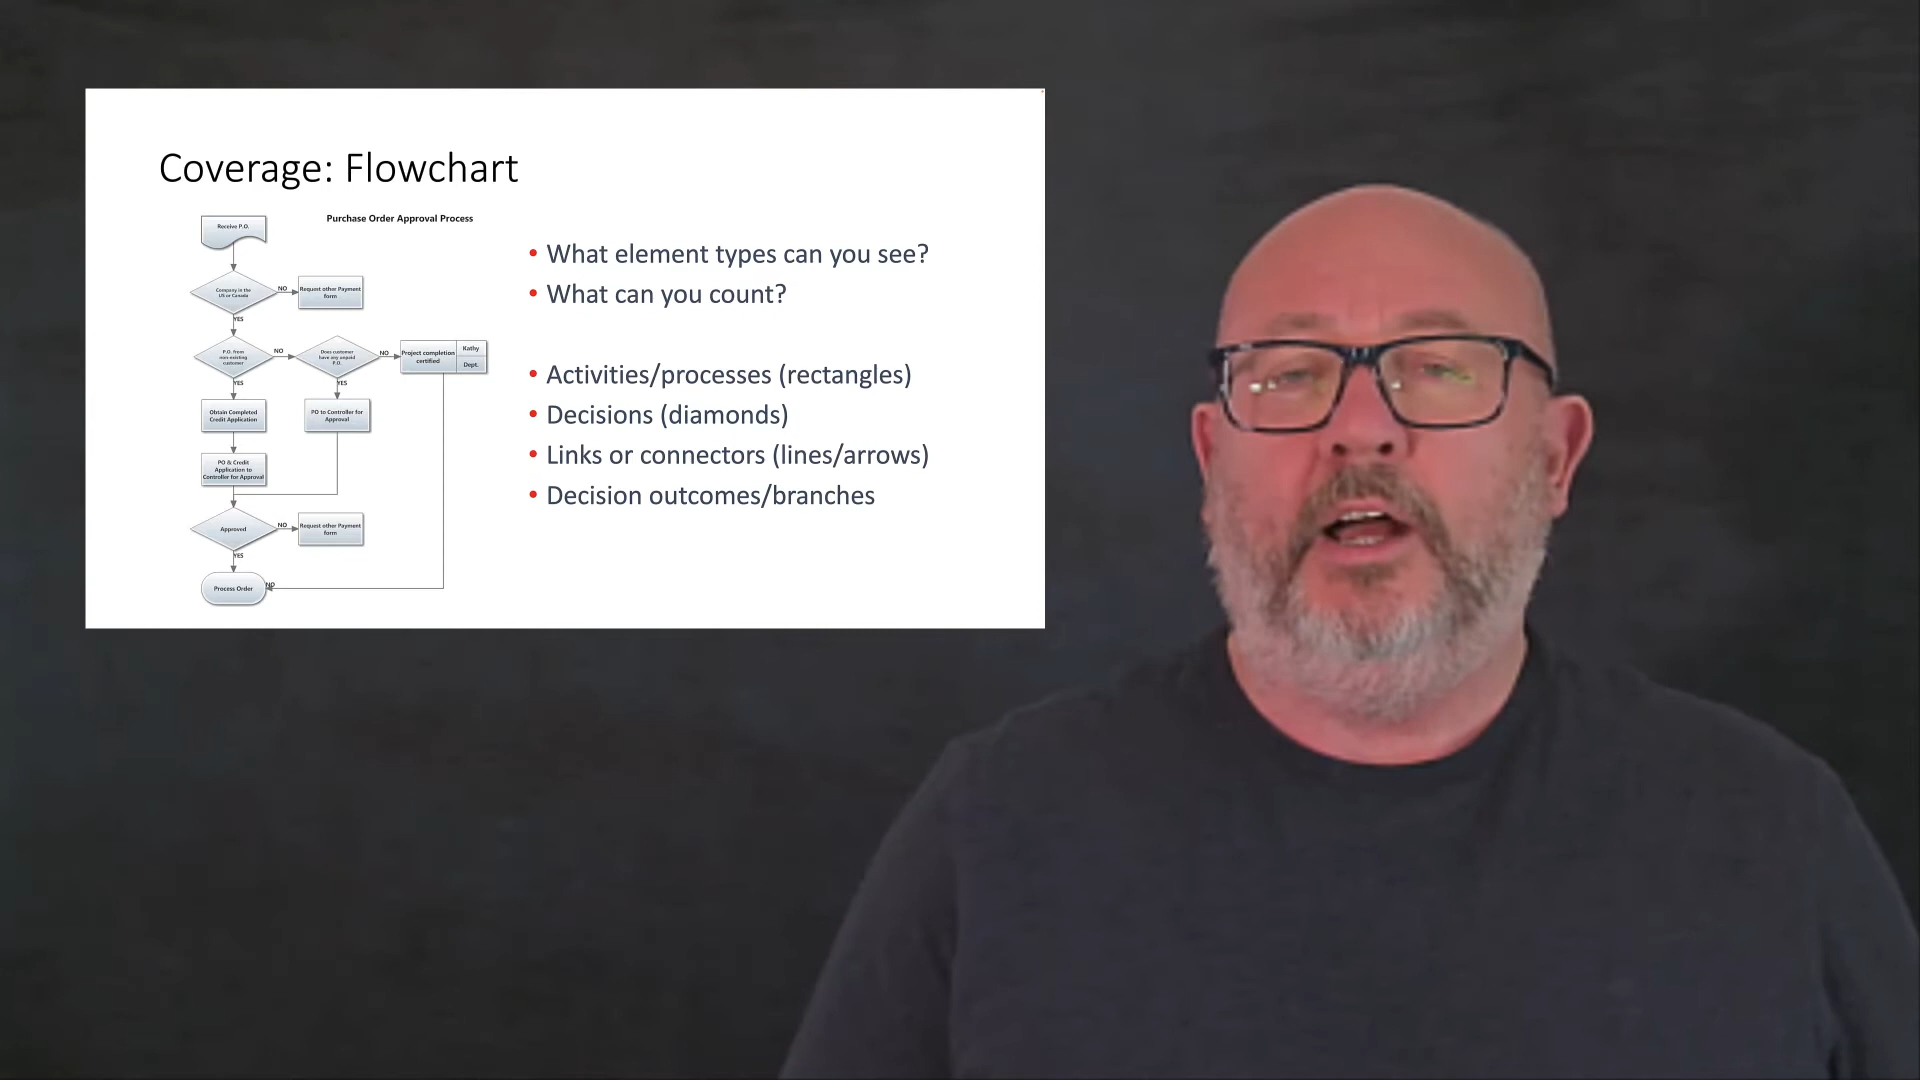 Coverage: Flowchart
Purchase Order Approval Process
Receive P.O.
Company in the
US or Canada
NO
Request other Payment
form
YES
P.O. from
non-existing
customer
NO
Does customer
have any unpaid
P.O.
NO
Project completion
certified
Kathy
Dept.
YES
YES
Obtain Completed
Credit Application
PO to Controller for
Approval
PO & Credit
Application to
Controller for Approval
Approved
NO
Request other Payment
form
YES
Process Order
NO
• What element types can you see?
• What can you count?
• Activities/processes (rectangles)
• Decisions (diamonds)
• Links or connectors (lines/arrows)
• Decision outcomes/branches